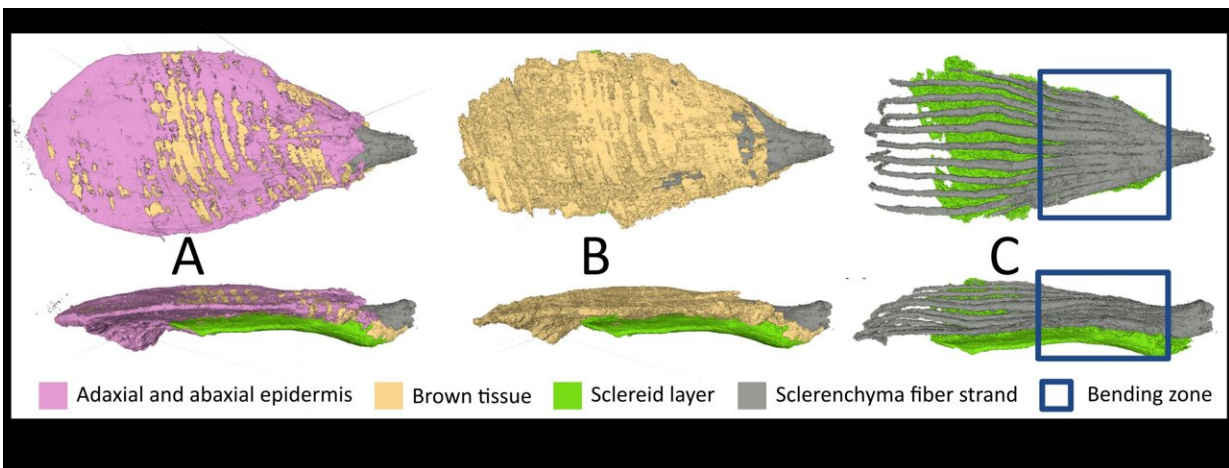 A
B
C
Adaxial and abaxial epidermis
Brown tissue
Sclereid layer
Sclerenchyma fiber strand
Bending zone